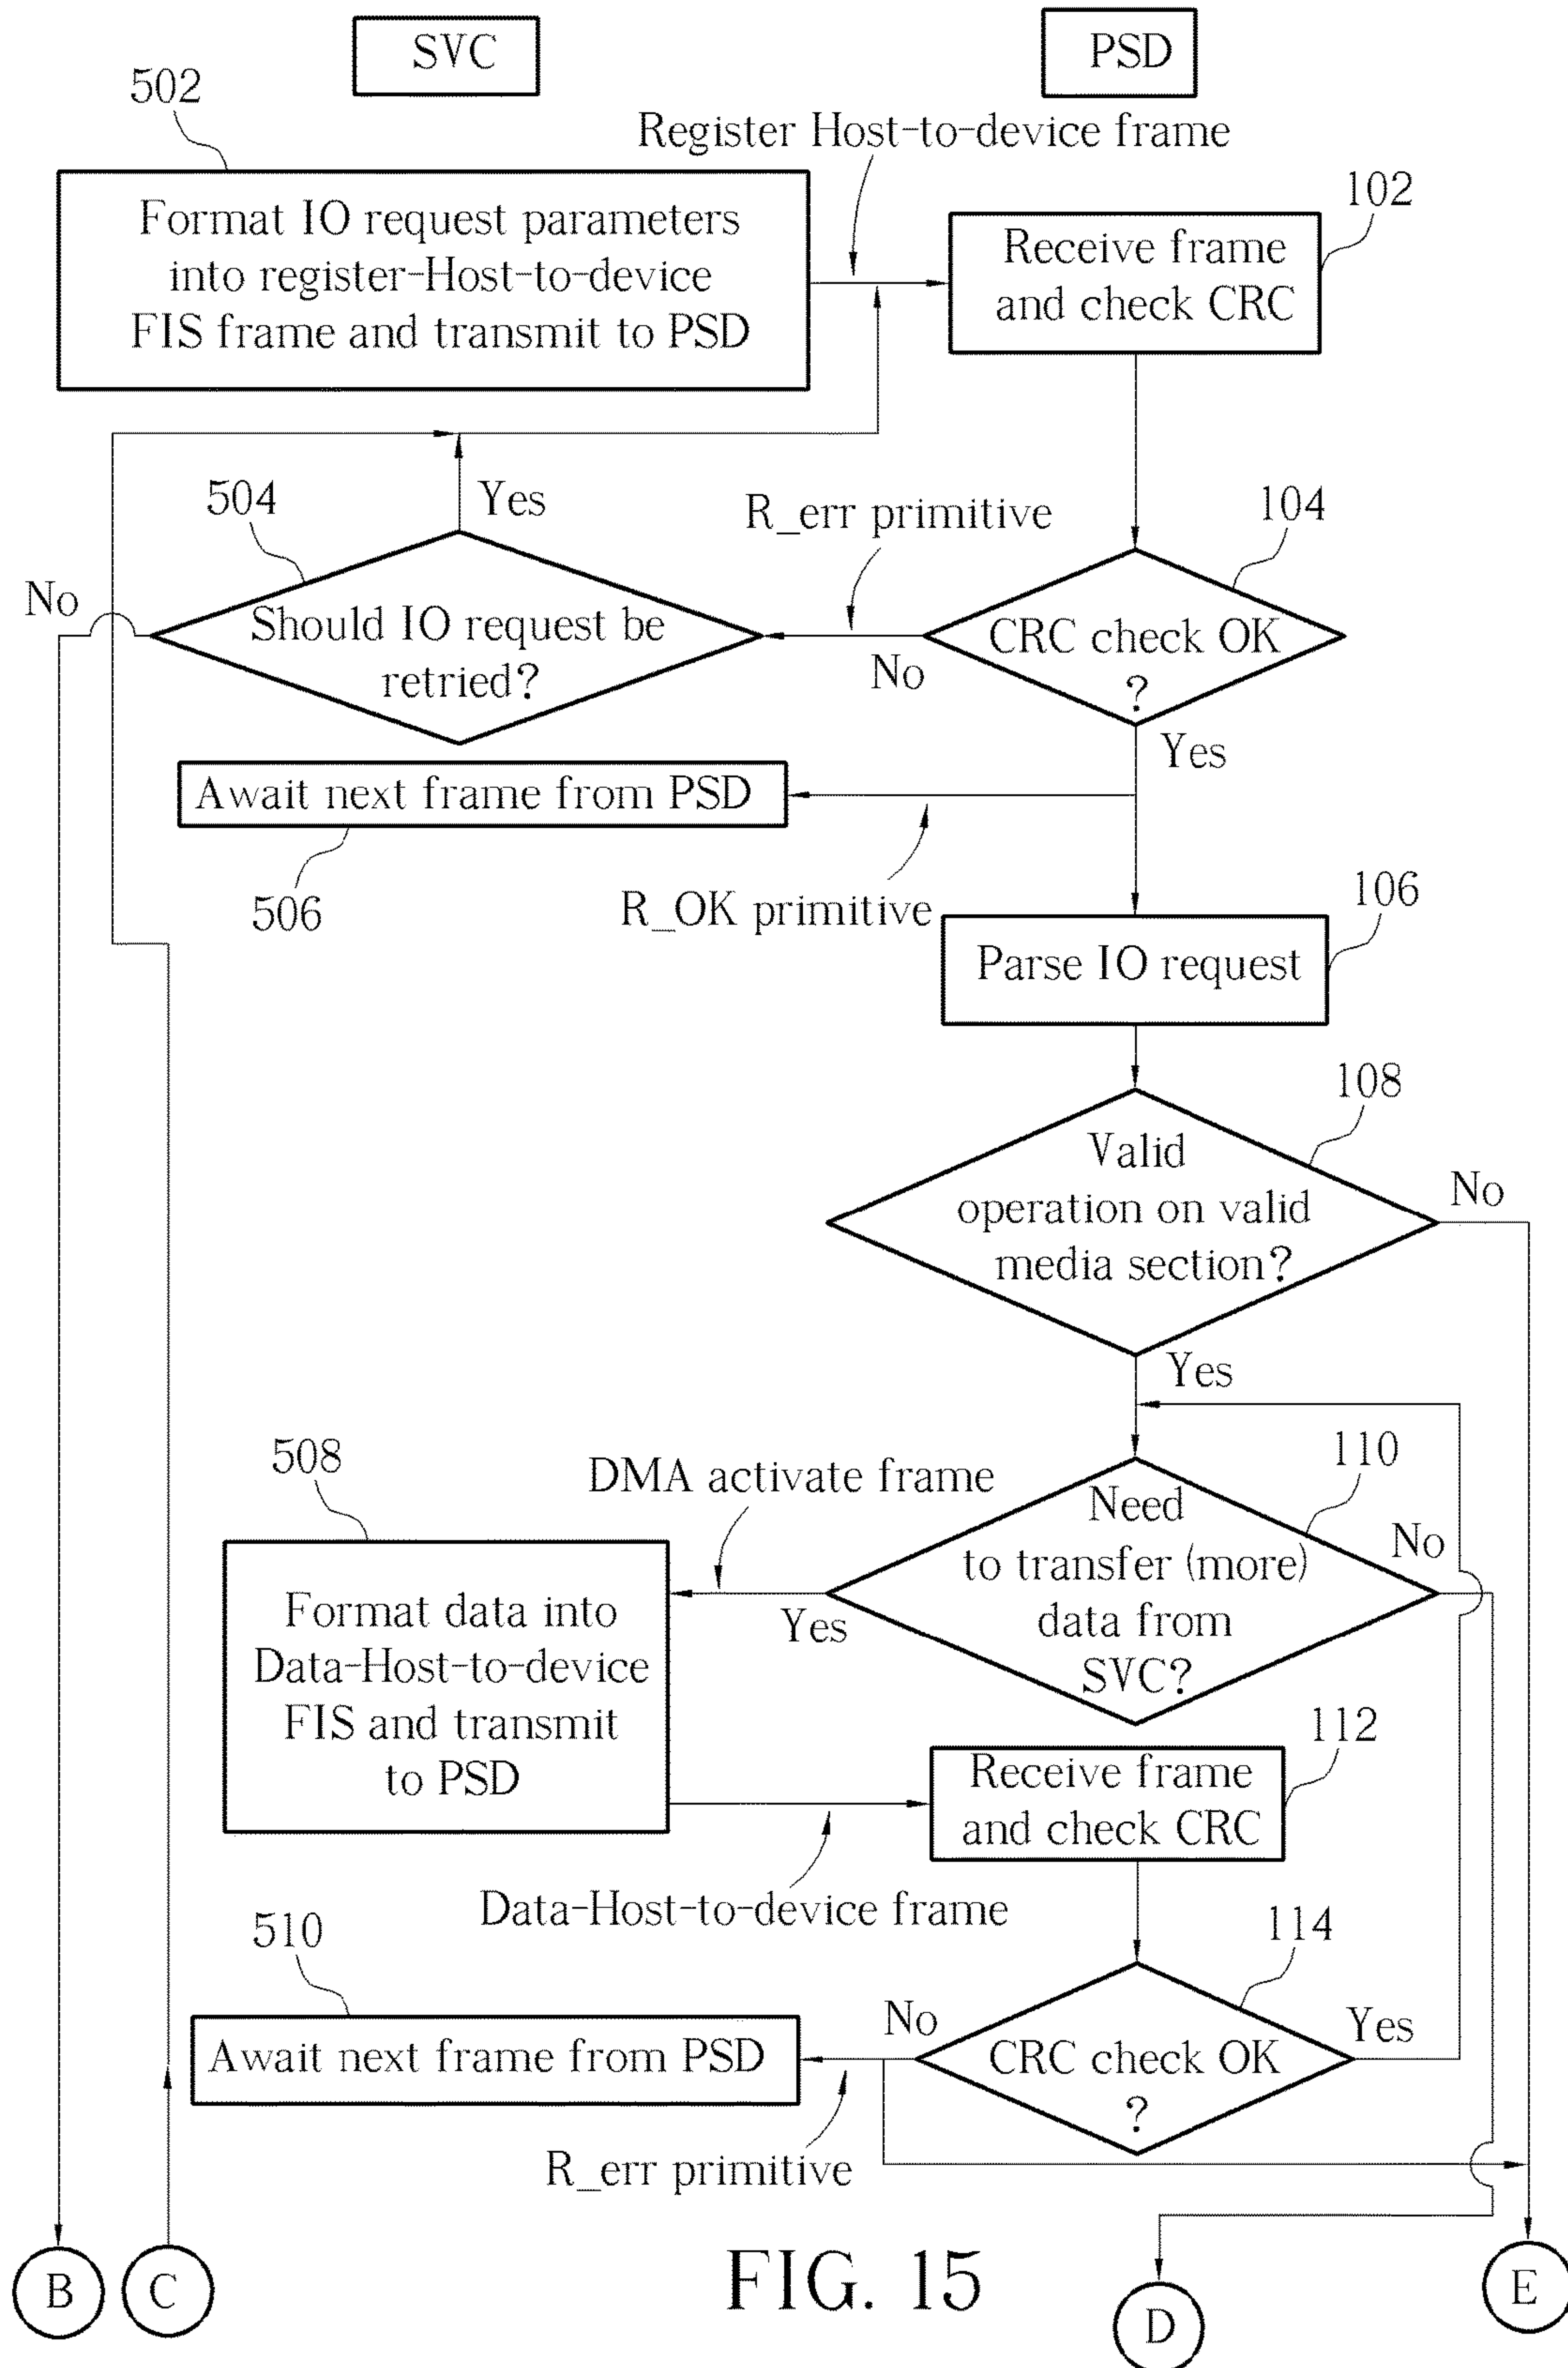 SVC
PSD
502
Register Host-to-device frame
102
Format IO request parameters
into register-Host-to-device
FIS frame and transmit to PSD
Receive frame
and check CRC
504
Yes
R_err primitive
104
No
Should IO request be
retried?
No
CRC check OK
?
Yes
Await next frame from PSD
506
R_OK primitive
106
Parse IO request
108
Valid
operation on valid
media section?
No
Yes
508
DMA activate frame
110
Need
to transfer (more)
data from
SVC?
No
Yes
Format data into
Data-Host-to-device
FIS and transmit
to PSD
112
Receive frame
and check CRC
Data-Host-to-device frame
510
114
No
Yes
Await next frame from PSD
CRC check OK
?
R_err primitive
B
C
FIG. 15
D
E